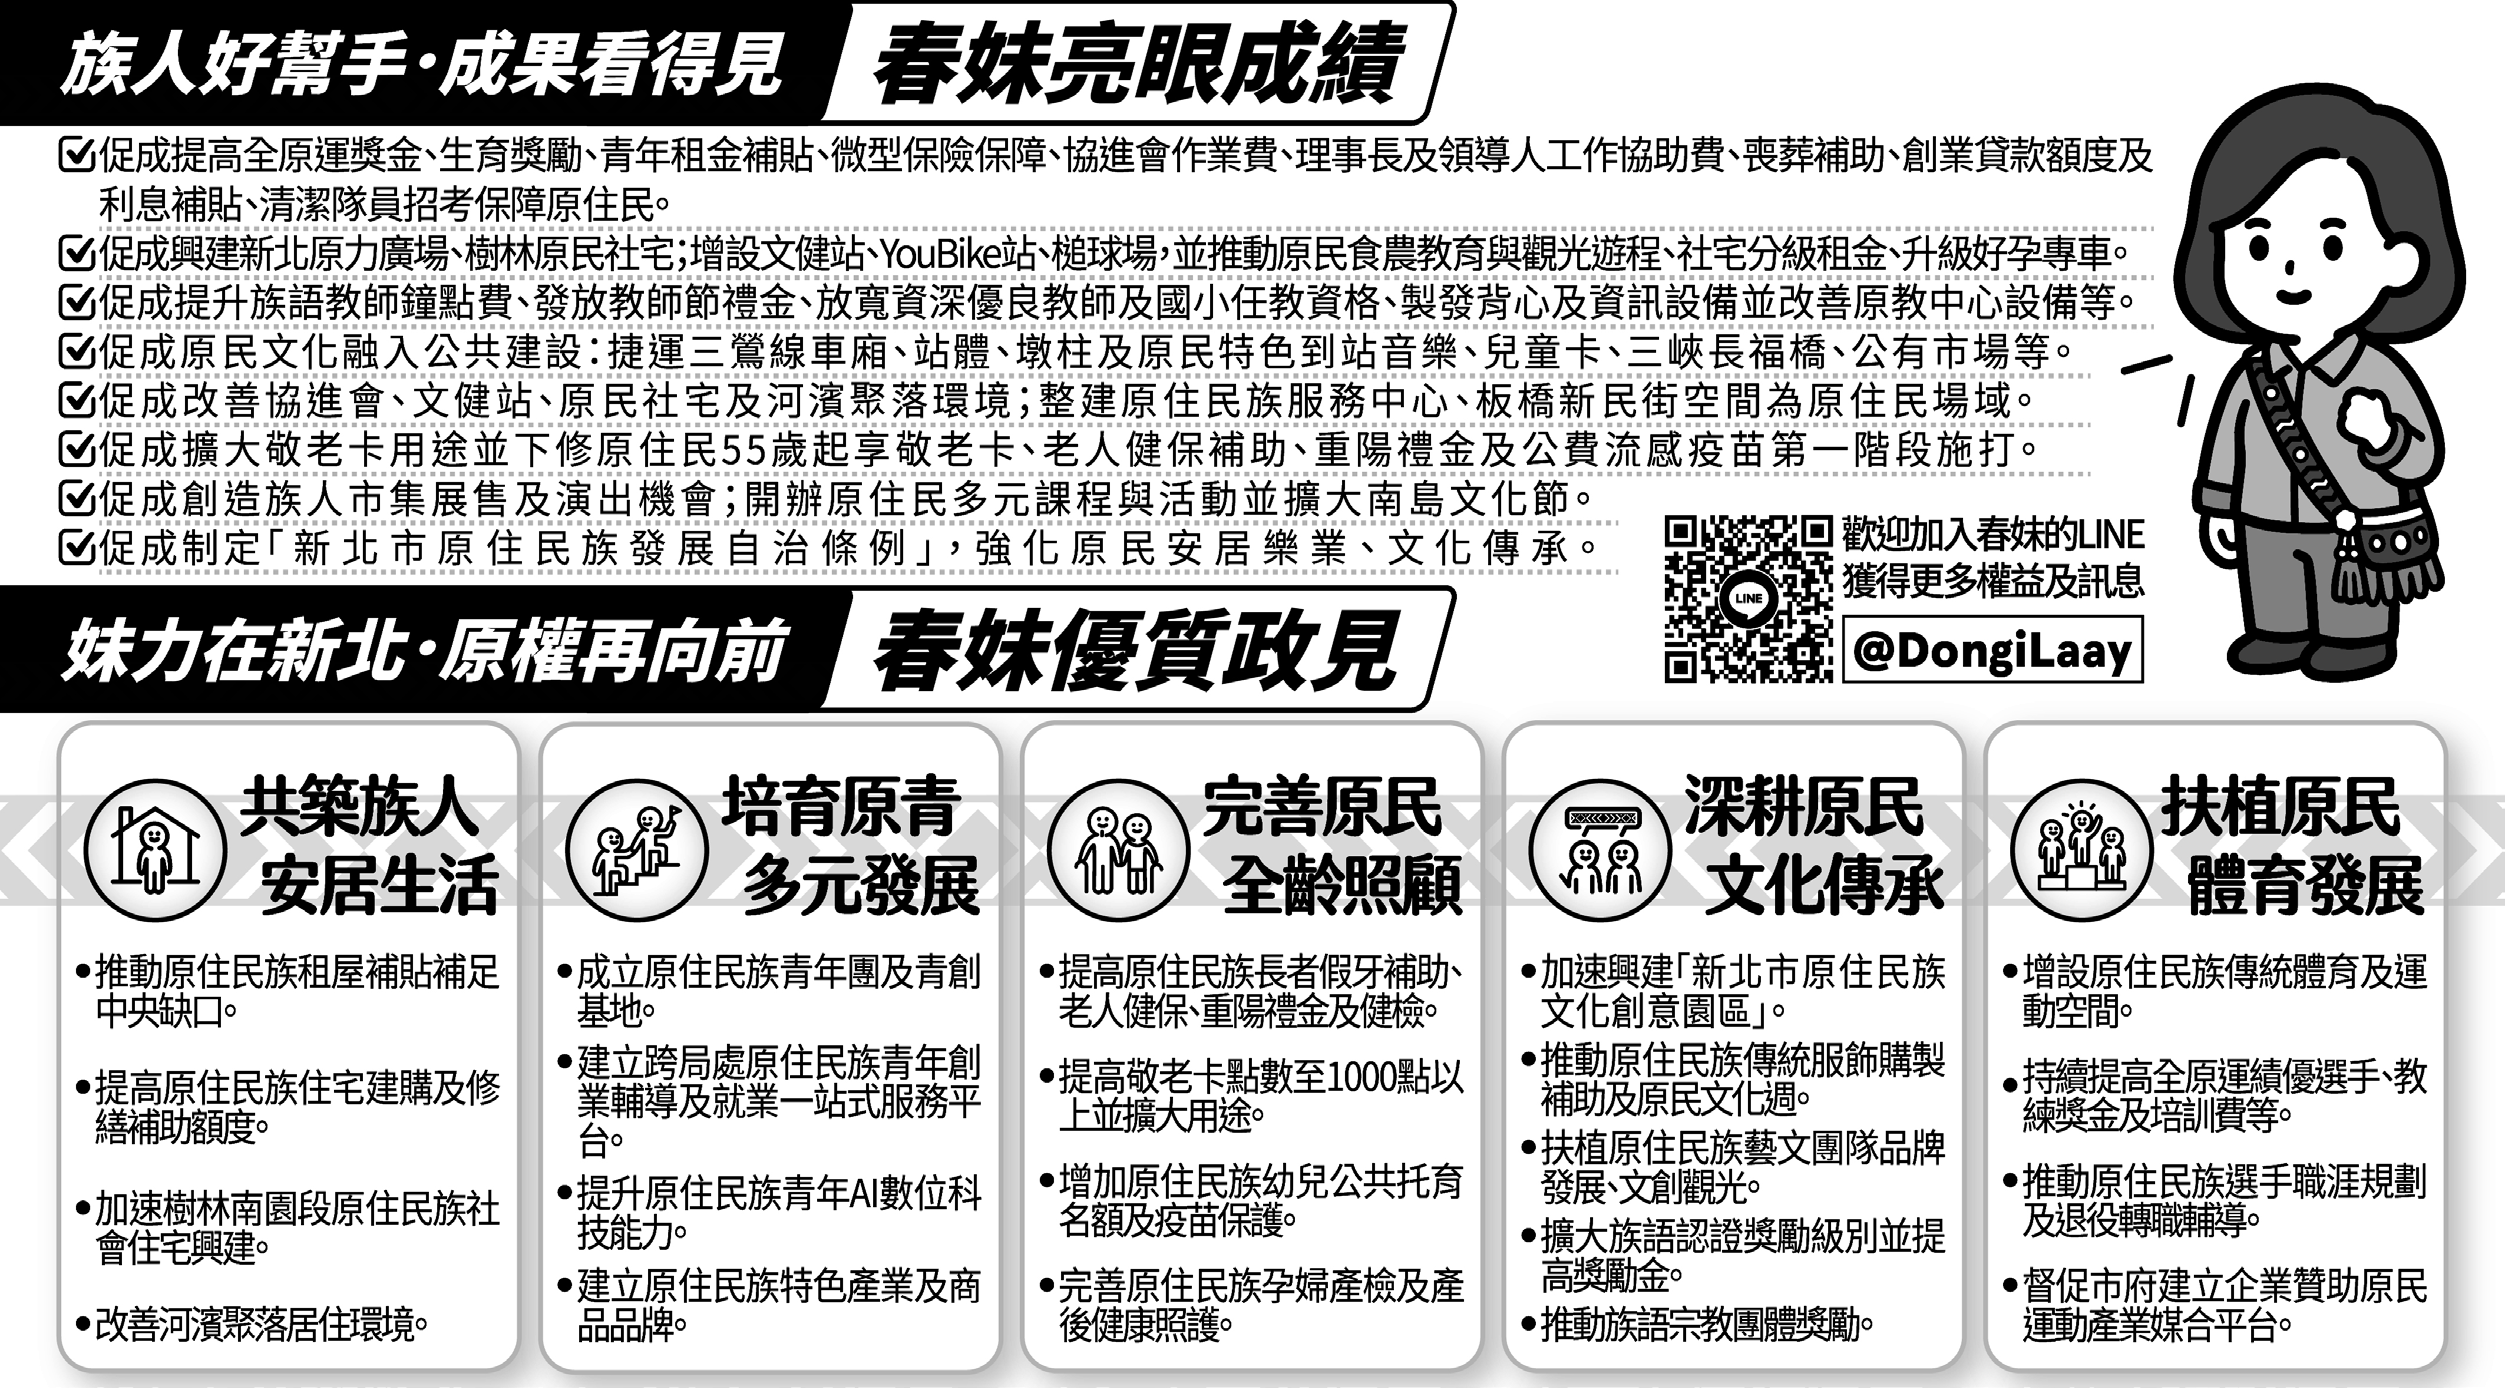 族人好幫手･成果看得見
春妹亮眼成績
促成提高全原運獎金、生育獎勵、青年租金補貼、微型保險保障、協進會作業費、理事長及領導人工作協助費、喪葬補助、創業貸款額度及
利息補貼、清潔隊員招考保障原住民。
促成興建新北原力廣場、樹林原民社宅；增設文健站、YouBike站、槌球場，並推動原民食農教育與觀光遊程、社宅分級租金、升級好孕專車。
促成提升族語教師鐘點費、發放教師節禮金、放寬資深優良教師及國小任教資格、製發背心及資訊設備並改善原教中心設備等。
促成原民文化融入公共建設：捷運三鶯線車廂、站體、墩柱及原民特色到站音樂、兒童卡、三峽長福橋、公有市場等。
促成改善協進會、文健站、原民社宅及河濱聚落環境；整建原住民族服務中心、板橋新民街空間為原住民場域。
促成擴大敬老卡用途並下修原住民55歲起享敬老卡、老人健保補助、重陽禮金及公費流感疫苗第一階段施打。
促成創造族人市集展售及演出機會；開辦原住民多元課程與活動並擴大南島文化節。
促成制定「新北市原住民族發展自治條例」，強化原民安居樂業、文化傳承。
LINE
歡迎加入春妹的LINE
獲得更多權益及訊息
@DongiLaay
妹力在新北･原權再向前
春妹優質政見
共築族人
安居生活
•推動原住民族租屋補貼補足
中央缺口。
•提高原住民族住宅建購及修
繕補助額度。
•加速樹林南園段原住民族社
會住宅興建。
•改善河濱聚落居住環境。
培育原青
多元發展
•成立原住民族青年團及青創
基地。
•建立跨局處原住民族青年創
業輔導及就業一站式服務平
台。
•提升原住民族青年AI數位科
技能力。
•建立原住民族特色產業及商
品品牌。
完善原民
全齡照顧
•提高原住民族長者假牙補助、
老人健保、重陽禮金及健檢。
•提高敬老卡點數至1000點以
上並擴大用途。
•增加原住民族幼兒公共托育
名額及疫苗保護。
•完善原住民族孕婦產檢及產
後健康照護。
深耕原民
文化傳承
•加速興建「新北市原住民族
文化創意園區」。
•推動原住民族傳統服飾購製
補助及原民文化週。
•扶植原住民族藝文團隊品牌
發展、文創觀光。
•擴大族語認證獎勵級別並提
高獎勵金。
•推動族語宗教團體獎勵。
扶植原民
體育發展
•增設原住民族傳統體育及運
動空間。
•持續提高全原運績優選手、教
練獎金及培訓費等。
•推動原住民族選手職涯規劃
及退役轉職輔導。
•督促市府建立企業贊助原民
運動產業媒合平台。